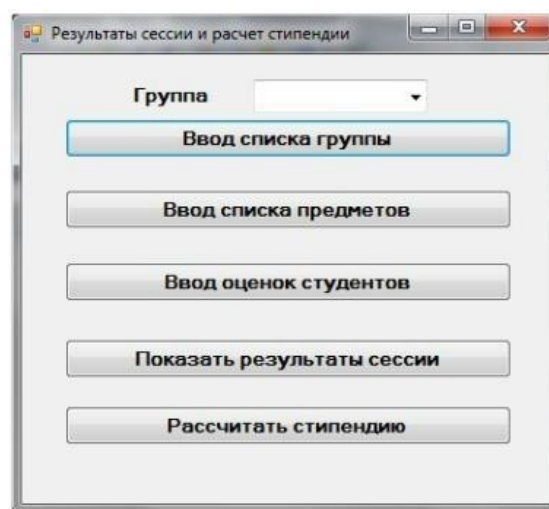 Результаты сессии и расчет стипендии
Группа
Ввод списка группы
Ввод списка предметов
Ввод оценок студентов
Показать результаты сессии
Рассчитать стипендию